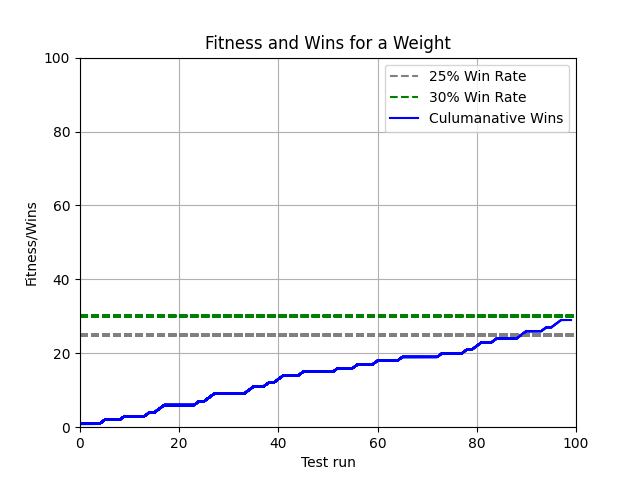 Fitness and Wins for a Weight
100
80
60
40
20
0
Fitness/Wins
25% Win Rate
30% Win Rate
Culumanative Wins
0 20 40 60 80 100
Test run